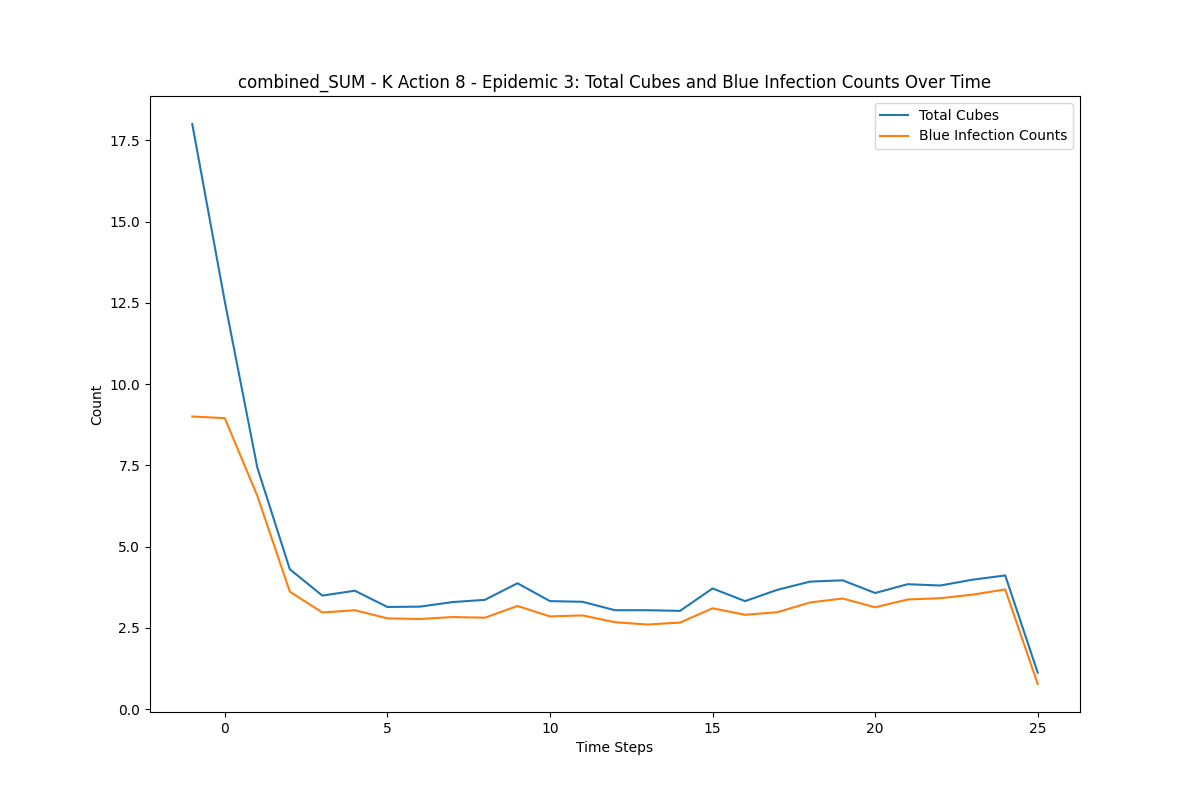 combined_SUM - K Action 8 - Epidemic 3: Total Cubes and Blue Infection Counts Over Time
Total Cubes
Blue Infection Counts
17.5
15.0
12.5
10.0
7.5
5.0
2.5
0.0
Count
0 5 10 15 20 25
Time Steps